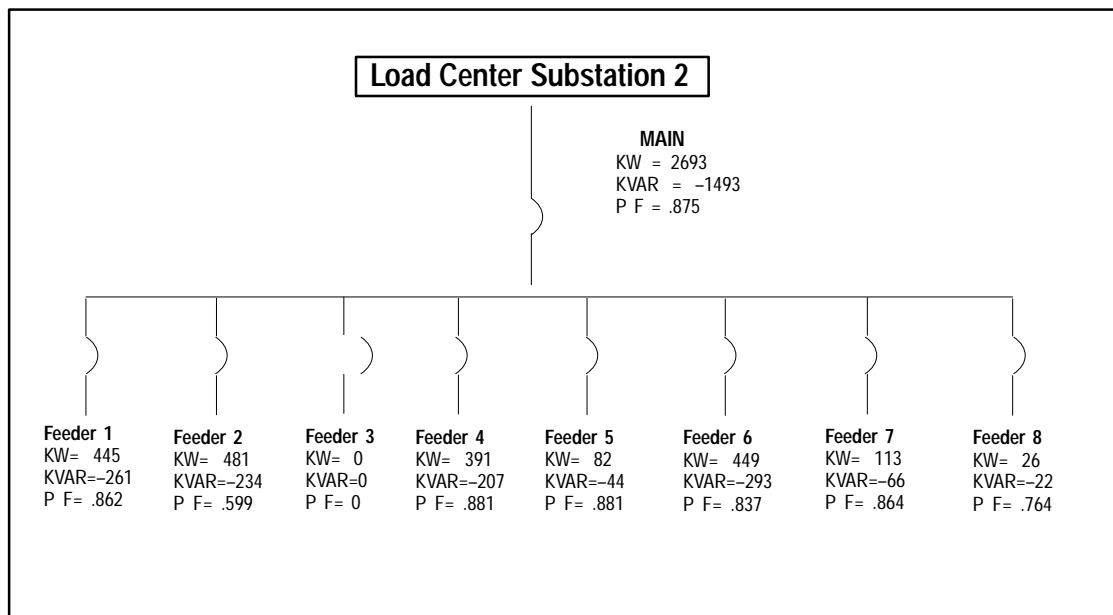 Load Center Substation 2
MAIN
KW = 2693
KVAR = –1493
P F = .875
Feeder 1
KW= 445
KVAR=–261
P F= .862
Feeder 2
KW= 481
KVAR=–234
P F= .599
Feeder 3
KW= 0
KVAR=0
P F= 0
Feeder 4
KW= 391
KVAR=–207
P F= .881
Feeder 5
KW= 82
KVAR=–44
P F= .881
Feeder 6
KW= 449
KVAR=–293
P F= .837
Feeder 7
KW= 113
KVAR=–66
P F= .864
Feeder 8
KW= 26
KVAR=–22
P F= .764